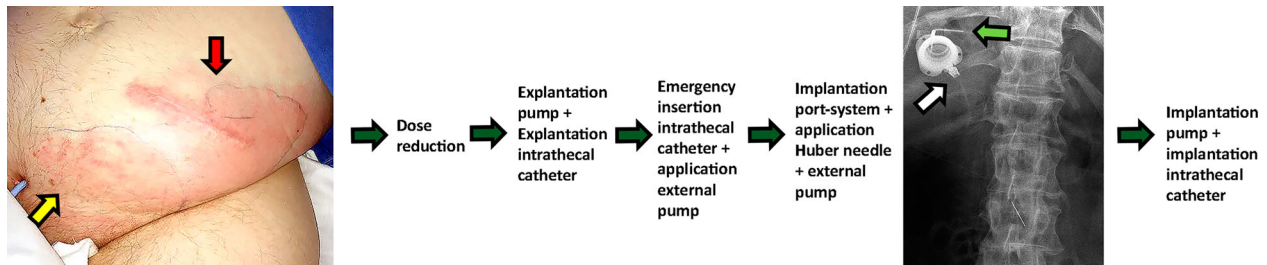 Dose
reduction
Explantation
pump +
Explantation
intrathecal
catheter
Emergency
insertion
intrathecal
catheter +
application
external
pump
Implantation
port-system +
application
Huber needle
+ external
pump
Implantation
pump +
implantation
intrathecal
catheter